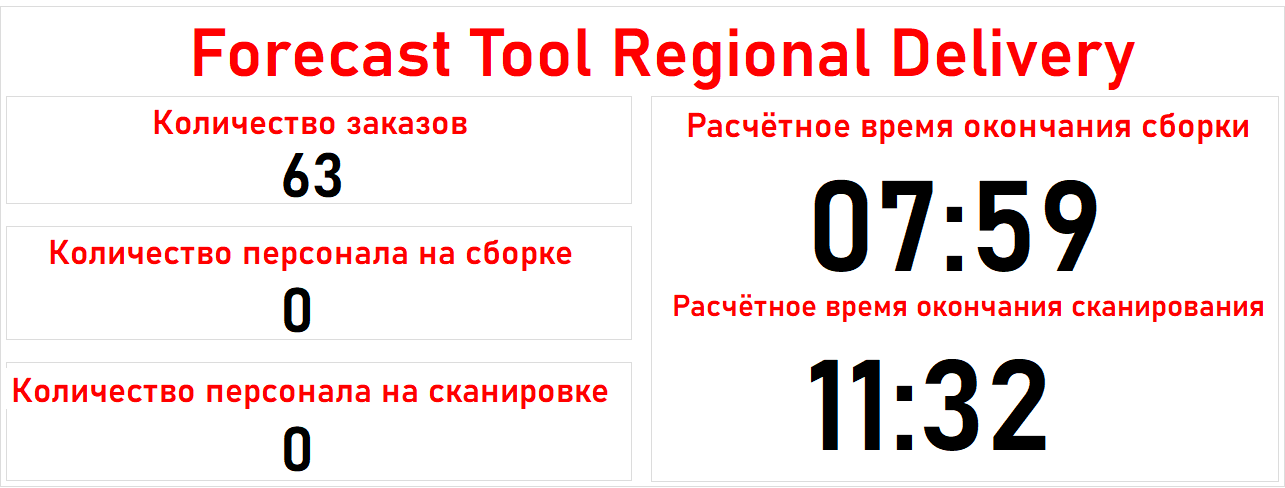 Forecast Tool Regional Delivery
Количество заказов
63
Количество персонала на сборке
0
Количество персонала на сканировке
0
Расчётное время окончания сборки
07:59
Расчётное время окончания сканирования
11:32